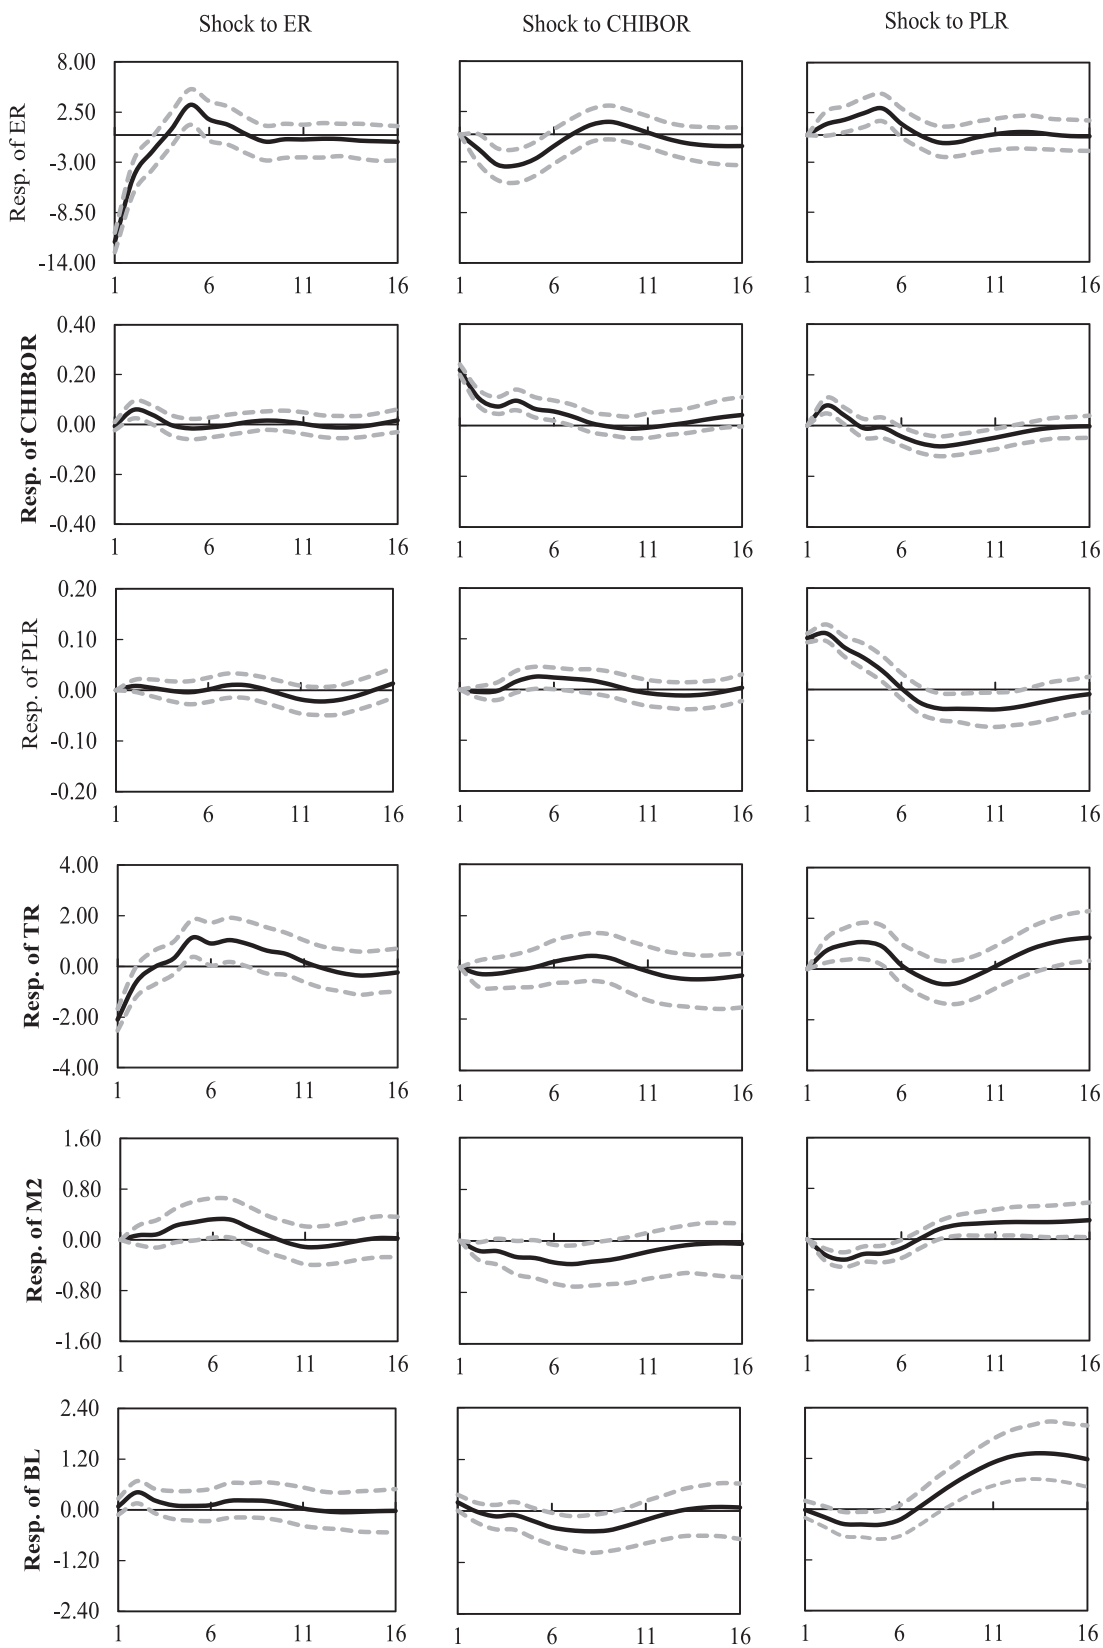 Shock to ER Shock to CHIBOR Shock to PLR
Resp. of ER
8.00
2.50
-3.00
-8.50
-14.00
1 6 11 16 1 6 11 16 1 6 11 16
Resp. of CHIBOR
0.40
0.20
0.00
-0.20
-0.40
1 6 11 16 1 6 11 16 1 6 11 16
Resp. of PLR
0.20
0.10
0.00
-0.10
-0.20
1 6 11 16 1 6 11 16 1 6 11 16
Resp. of TR
4.00
2.00
0.00
-2.00
-4.00
1 6 11 16 1 6 11 16 1 6 11 16
Resp. of M2
1.60
0.80
0.00
-0.80
-1.60
1 6 11 16 1 6 11 16 1 6 11 16
Resp. of BL
2.40
1.20
0.00
-1.20
-2.40
1 6 11 16 1 6 11 16 1 6 11 16